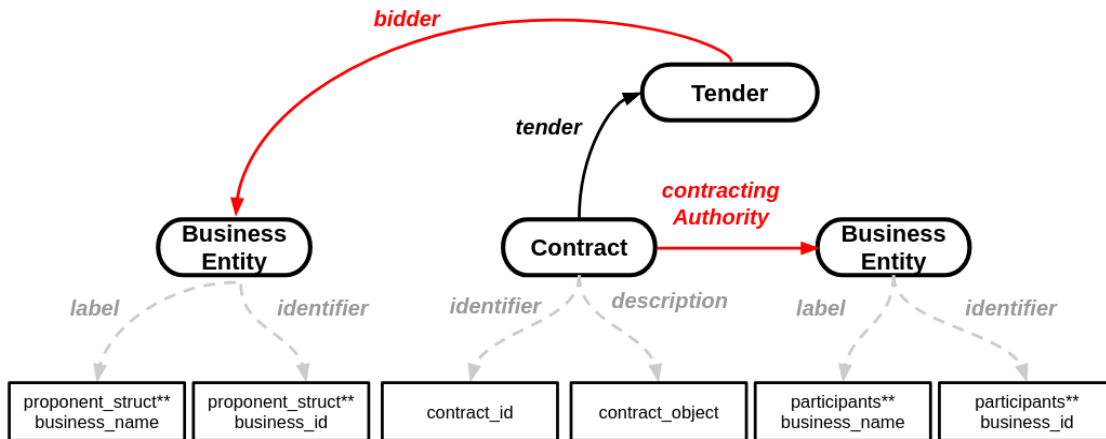 bidder
Tender
tender
contracting
Authority
Business
Entity
Contract
Business
Entity
label
identifier
identifier
description
label
identifier
proponent_struct**
business_name
proponent_struct**
business_id
contract_id
contract_object
participants**
business_name
participants**
business_id